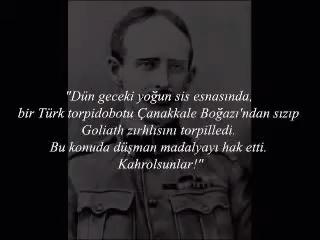 "Dün geceki yoğun sis esnasında,
bir Türk torpidobotu Çanakkale Boğazı'ndan sızıp
Goliath zırhlısını torpilledi.
Bu konuda düşman madalyayı hak etti.
Kahrolsunlar!"